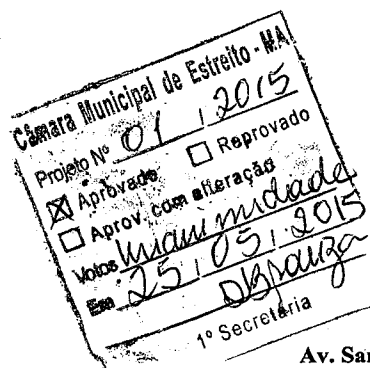 Câmara Municipal de Estreito - MA
Projeto Nº 01 / 2015
☒ Aprovado ☐ Reprovado
☐ Aprov. com alteração
Votos Unanimidade
Em 25 / 05 / 2015
1º Secretária
Av. Sar